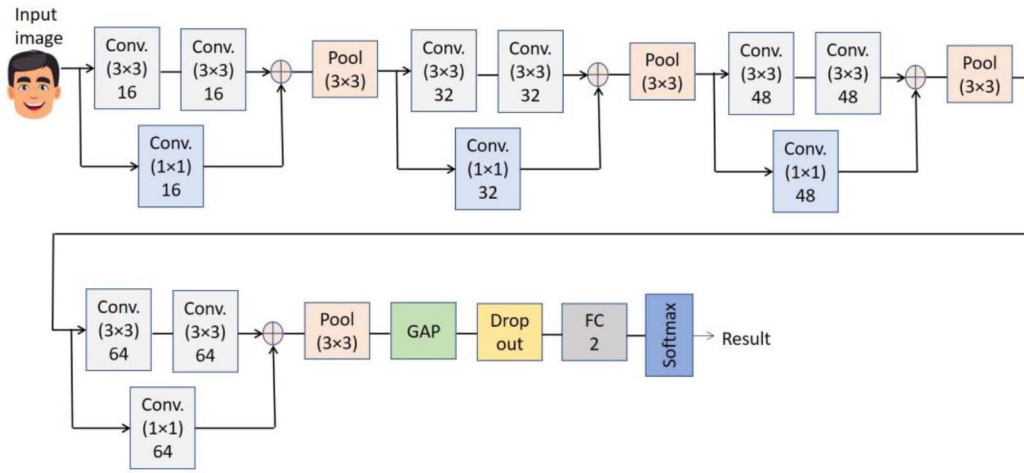 Input
image
Conv.
(3×3)
16
Conv.
(3×3)
16
Conv.
(1×1)
16
Pool
(3×3)
Conv.
(3×3)
32
Conv.
(3×3)
32
Conv.
(1×1)
32
Pool
(3×3)
Conv.
(3×3)
48
Conv.
(3×3)
48
Conv.
(1×1)
48
Pool
(3×3)
Conv.
(3×3)
64
Conv.
(3×3)
64
Conv.
(1×1)
64
Pool
(3×3)
GAP
Drop
out
FC
2
Softmax
Result